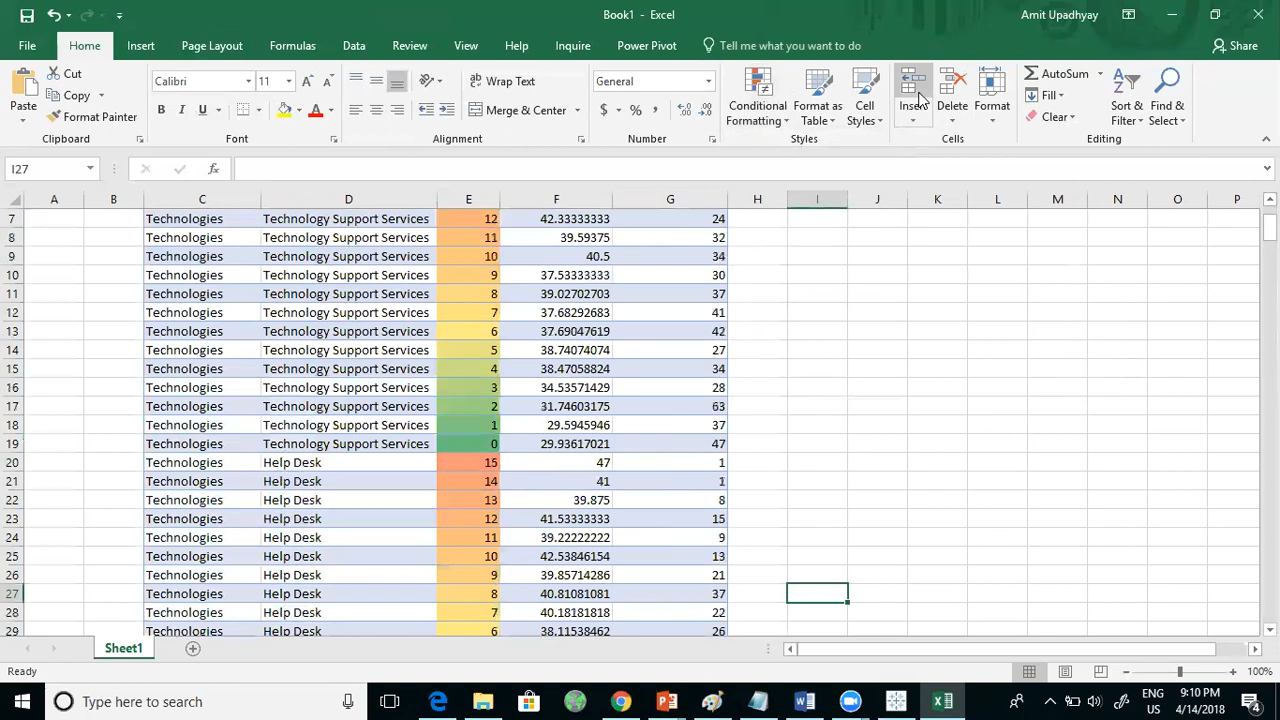 Book1 - Excel
Amit Upadhyay
File Home Insert Page Layout Formulas Data Review View Help Inquire Power Pivot Tell me what you want to do Share
Paste
Cut
Copy
Format Painter
Clipboard
Calibri 11
B I U
Font
Wrap Text
Merge & Center
Alignment
General
$ % ,
Number
Conditional Formatting
Format as Table
Cell Styles
Styles
Insert
Delete
Format
Cells
AutoSum
Fill
Clear
Sort & Filter
Find & Select
Editing
I27
fx
A B C D E F G H I J K L M N O P
7 Technologies Technology Support Services 12 42.33333333 24
8 Technologies Technology Support Services 11 39.59375 32
9 Technologies Technology Support Services 10 40.5 34
10 Technologies Technology Support Services 9 37.53333333 30
11 Technologies Technology Support Services 8 39.02702703 37
12 Technologies Technology Support Services 7 37.68292683 41
13 Technologies Technology Support Services 6 37.69047619 42
14 Technologies Technology Support Services 5 38.74074074 27
15 Technologies Technology Support Services 4 38.47058824 34
16 Technologies Technology Support Services 3 34.53571429 28
17 Technologies Technology Support Services 2 31.74603175 63
18 Technologies Technology Support Services 1 29.5945946 37
19 Technologies Technology Support Services 0 29.93617021 47
20 Technologies Help Desk 15 47 1
21 Technologies Help Desk 14 41 1
22 Technologies Help Desk 13 39.875 8
23 Technologies Help Desk 12 41.53333333 15
24 Technologies Help Desk 11 39.22222222 9
25 Technologies Help Desk 10 42.53846154 13
26 Technologies Help Desk 9 39.85714286 21
27 Technologies Help Desk 8 40.81081081 37
28 Technologies Help Desk 7 40.18181818 22
29 Technologies Help Desk 6 38.11538462 26
Sheet1
Ready
100%
Type here to search
ENG
US
9:10 PM
4/14/2018